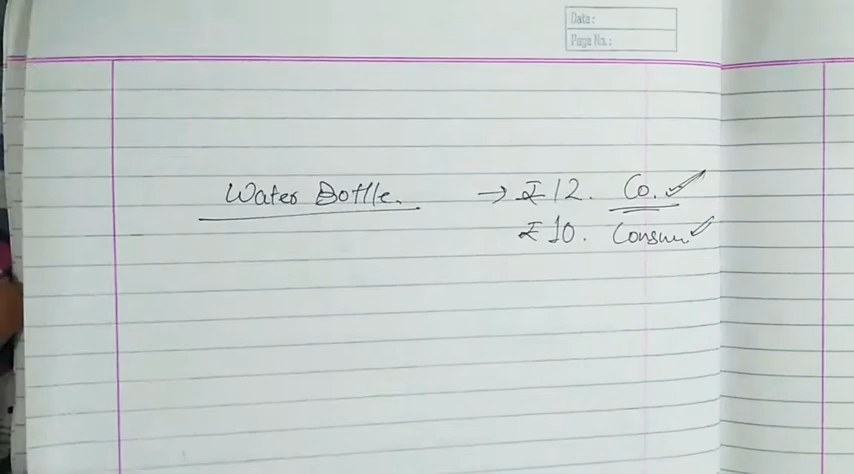 Date:
Page No.:
Water Bottle. → ₹12. Co. ✓
₹10. Consum ✓